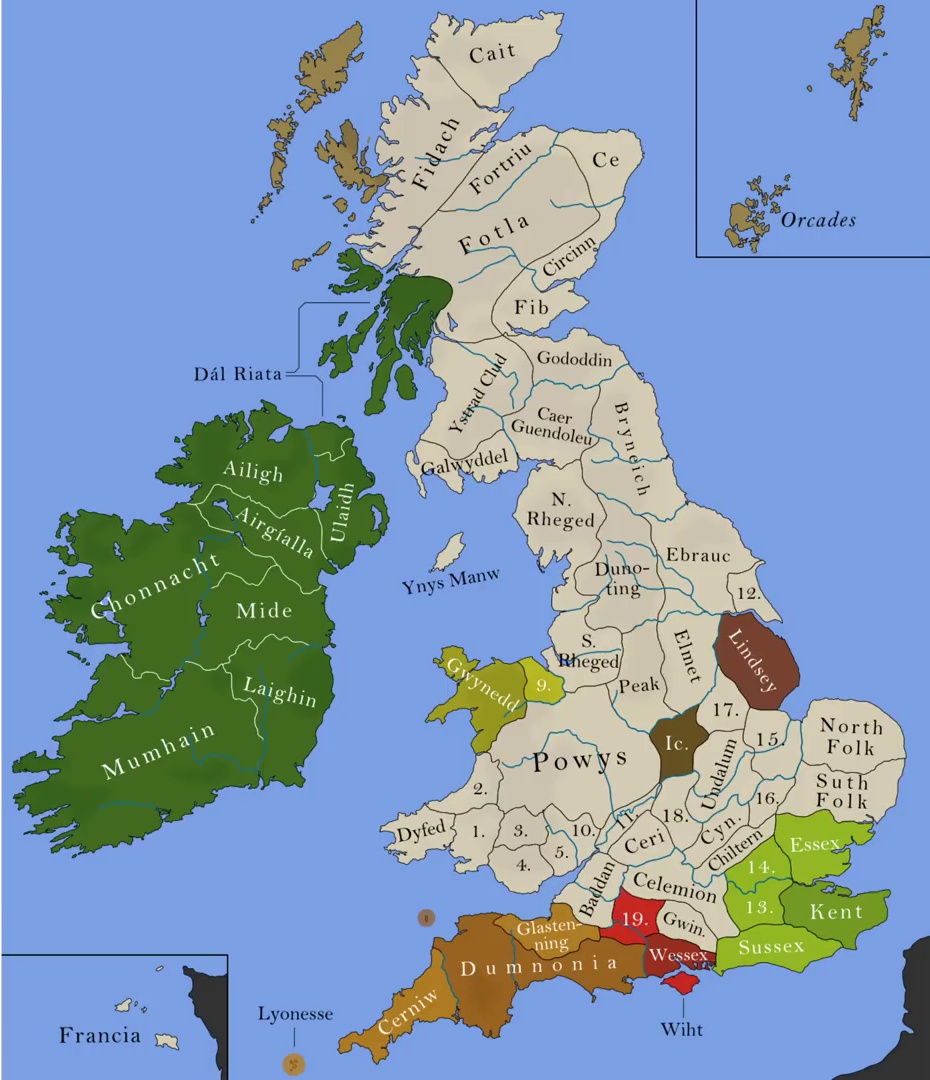 Cait
Fidach
Fortriu
Ce
Orcades
Fotla
Circinn
Fib
Dál Riata
Gododdin
Ystrad Clud
Caer
Guendoleu
Bryneich
Galwyddel
Ailigh
Airgíalla
Ulaidh
N.
Rheged
Ynys Manw
Ebrauc
Duno-
ting
12.
Chonnacht
Mide
S.
Rheged
Elmet
Lindsey
Gwynedd
9.
Peak
Laighin
17.
North
Folk
Mumhain
Powys
Ic.
15.
Undalum
2.
Suth
Folk
16.
Dyfed
1.
3.
10.
11.
18.
Cyn.
Ceri
Chiltern
Essex
4.
5.
14.
Baddan
Celemion
13.
Kent
19.
Gwin.
Glasten-
ning
Sussex
Wessex
Dumnonia
Cerniw
Lyonesse
Wiht
Francia